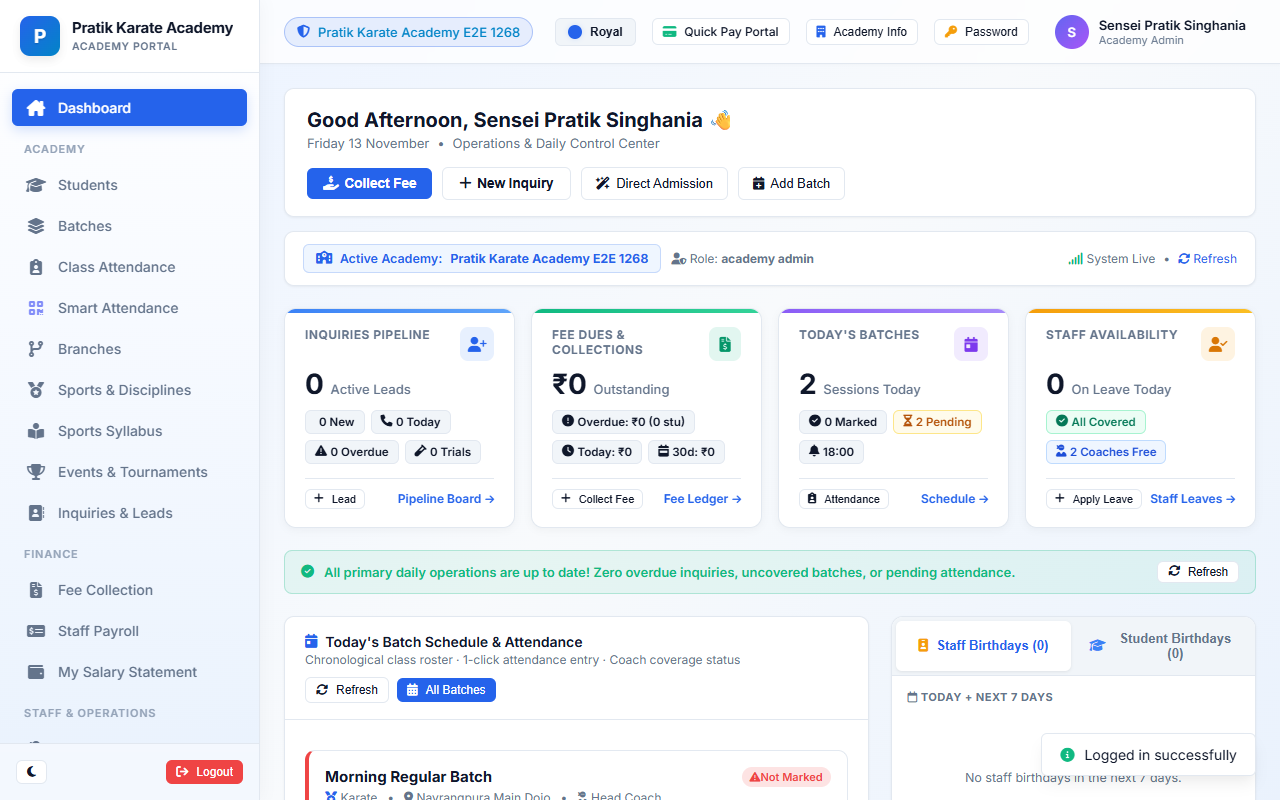 P
Pratik Karate Academy
ACADEMY PORTAL
Pratik Karate Academy E2E 1268
Royal
Quick Pay Portal
Academy Info
Password
S
Sensei Pratik Singhania
Academy Admin
Dashboard
ACADEMY
Students
Batches
Class Attendance
Smart Attendance
Branches
Sports & Disciplines
Sports Syllabus
Events & Tournaments
Inquiries & Leads
FINANCE
Fee Collection
Staff Payroll
My Salary Statement
STAFF & OPERATIONS
Logout
Good Afternoon, Sensei Pratik Singhania 👋
Friday 13 November • Operations & Daily Control Center
Collect Fee
New Inquiry
Direct Admission
Add Batch
Active Academy: Pratik Karate Academy E2E 1268
Role: academy admin
System Live • Refresh
INQUIRIES PIPELINE
0 Active Leads
0 New
0 Today
0 Overdue
0 Trials
+ Lead
Pipeline Board →
FEE DUES &
COLLECTIONS
₹0 Outstanding
Overdue: ₹0 (0 stu)
Today: ₹0
30d: ₹0
+ Collect Fee
Fee Ledger →
TODAY'S BATCHES
2 Sessions Today
0 Marked
2 Pending
18:00
Attendance
Schedule →
STAFF AVAILABILITY
0 On Leave Today
All Covered
2 Coaches Free
+ Apply Leave
Staff Leaves →
All primary daily operations are up to date! Zero overdue inquiries, uncovered batches, or pending attendance.
Refresh
Today's Batch Schedule & Attendance
Chronological class roster · 1-click attendance entry · Coach coverage status
Refresh
All Batches
Morning Regular Batch
Not Marked
Karate • Navrangpura Main Dojo • Head Coach
Staff Birthdays (0)
Student Birthdays
(0)
TODAY + NEXT 7 DAYS
No staff birthdays in the next 7 days.
Logged in successfully